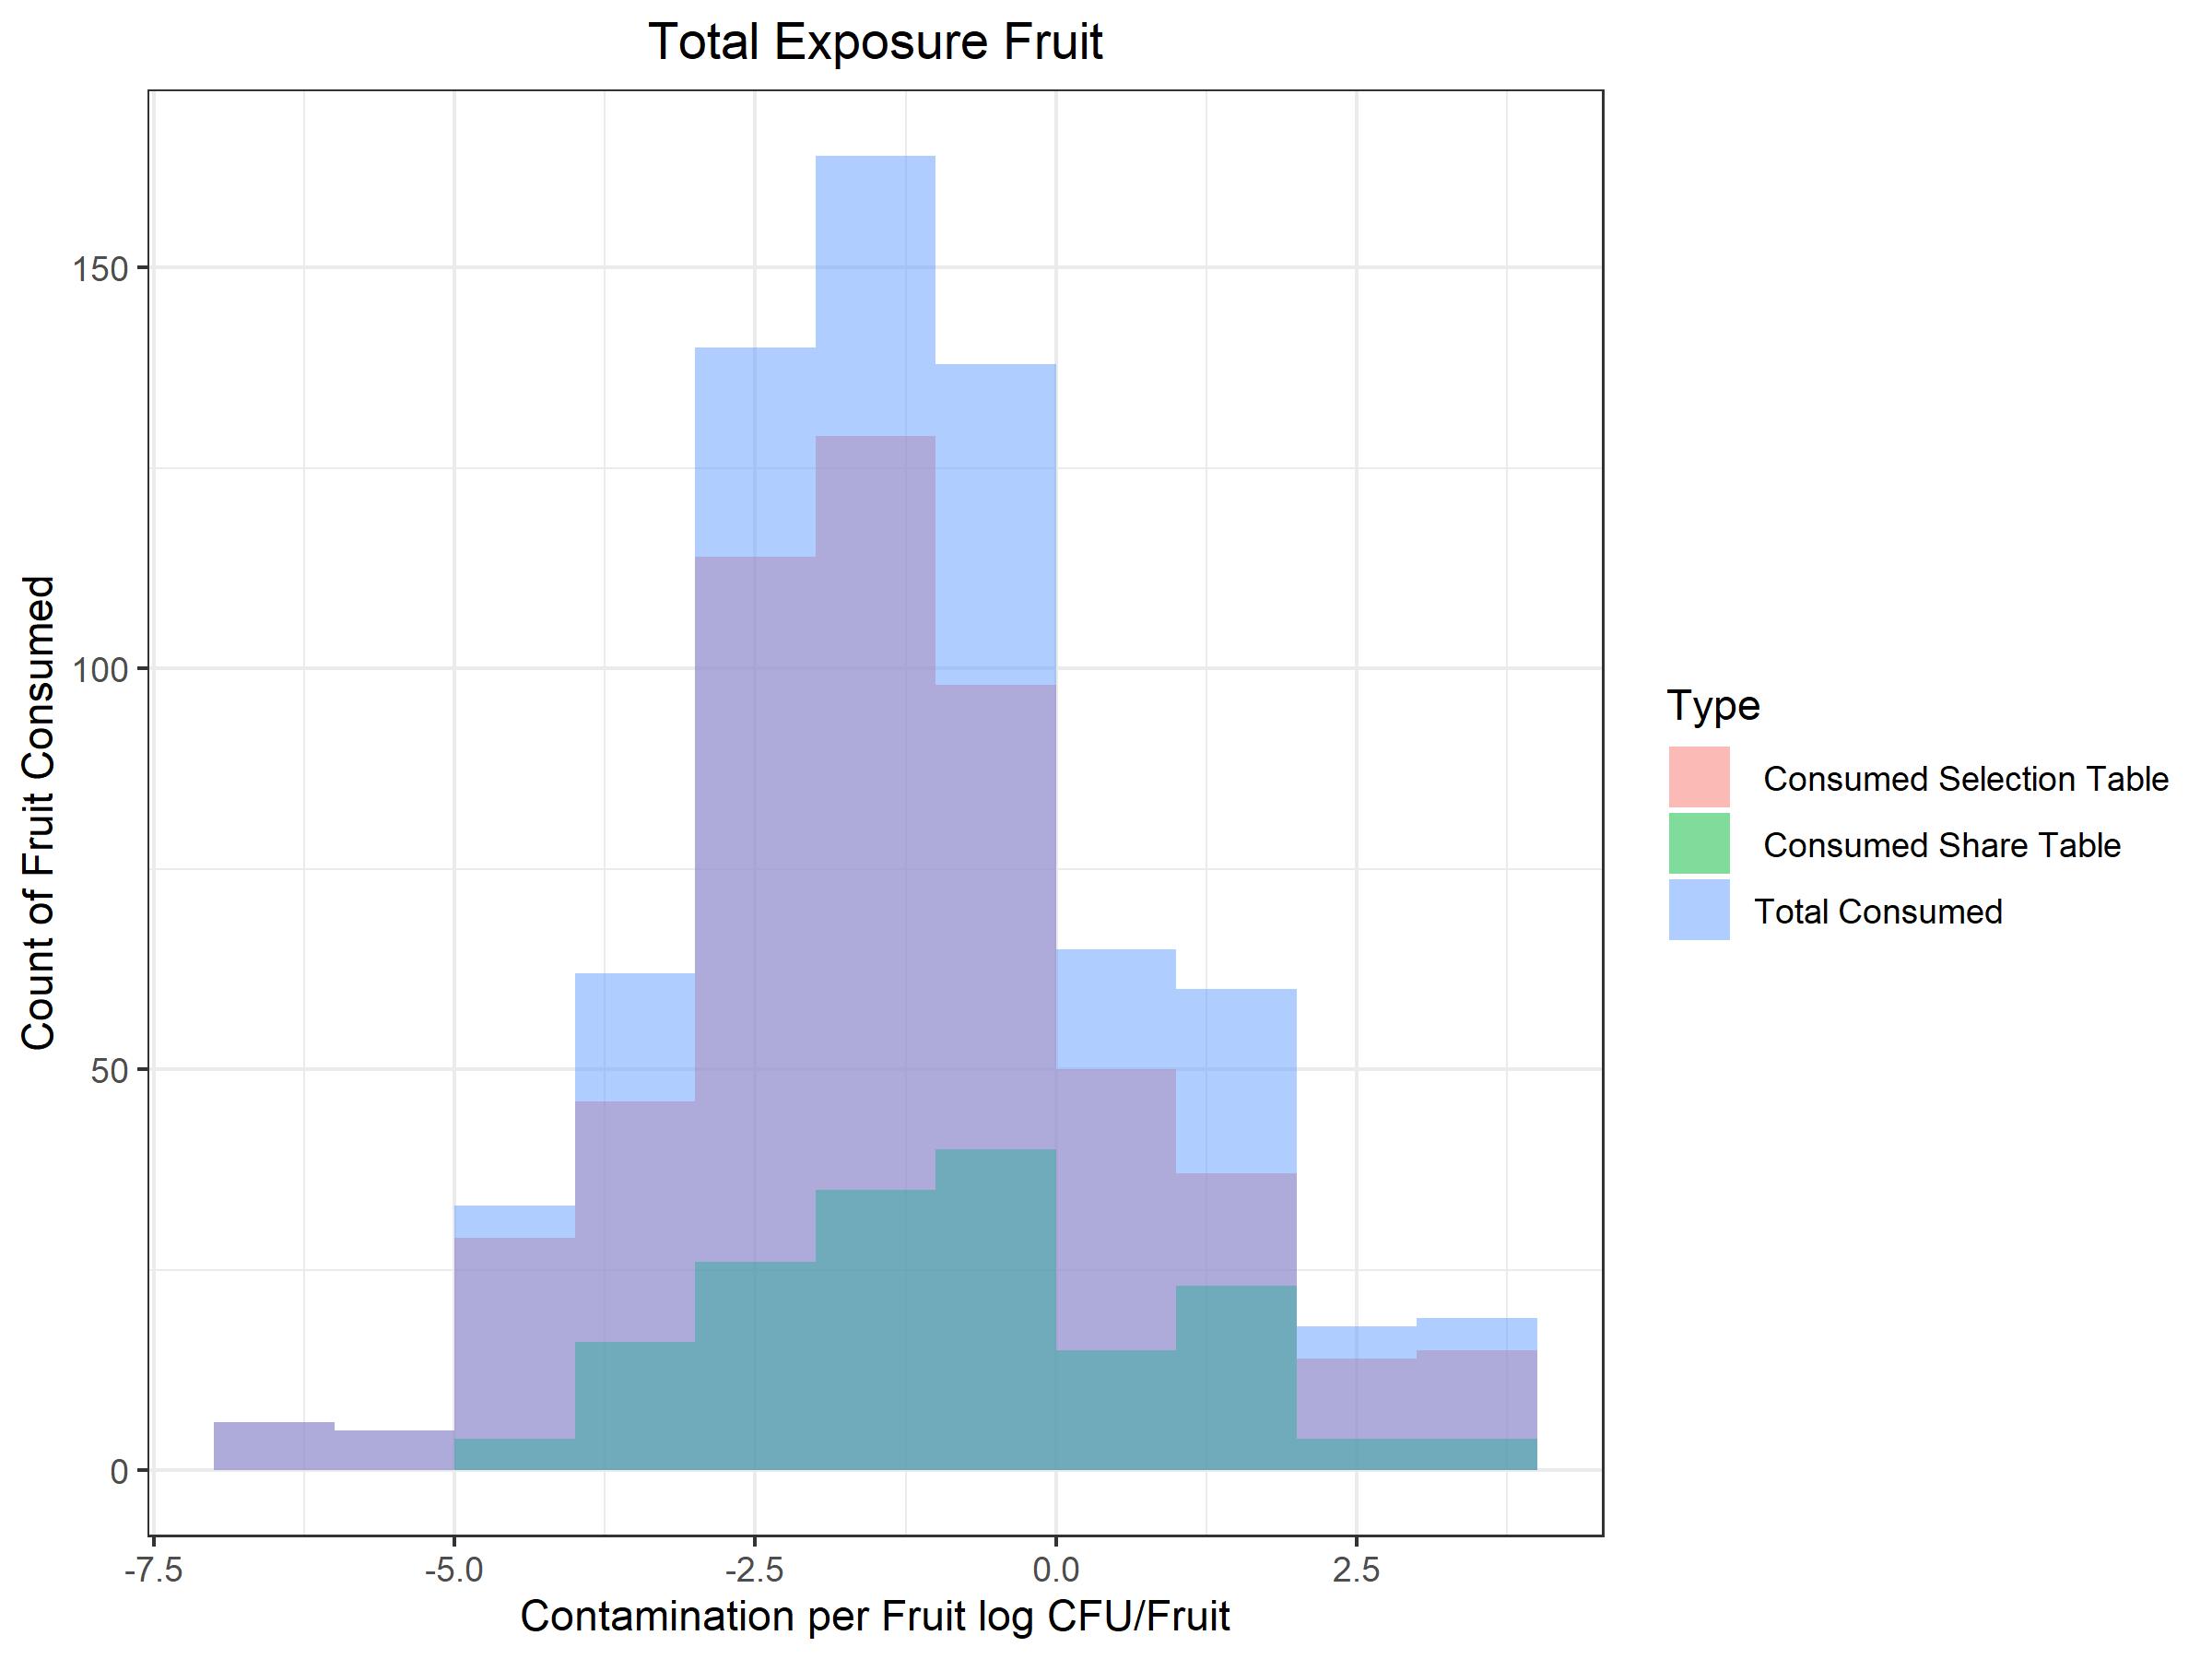 Total Exposure Fruit
Count of Fruit Consumed
150
100
50
0
-7.5
-5.0
-2.5
0.0
2.5
Contamination per Fruit log CFU/Fruit
Type
Consumed Selection Table
Consumed Share Table
Total Consumed